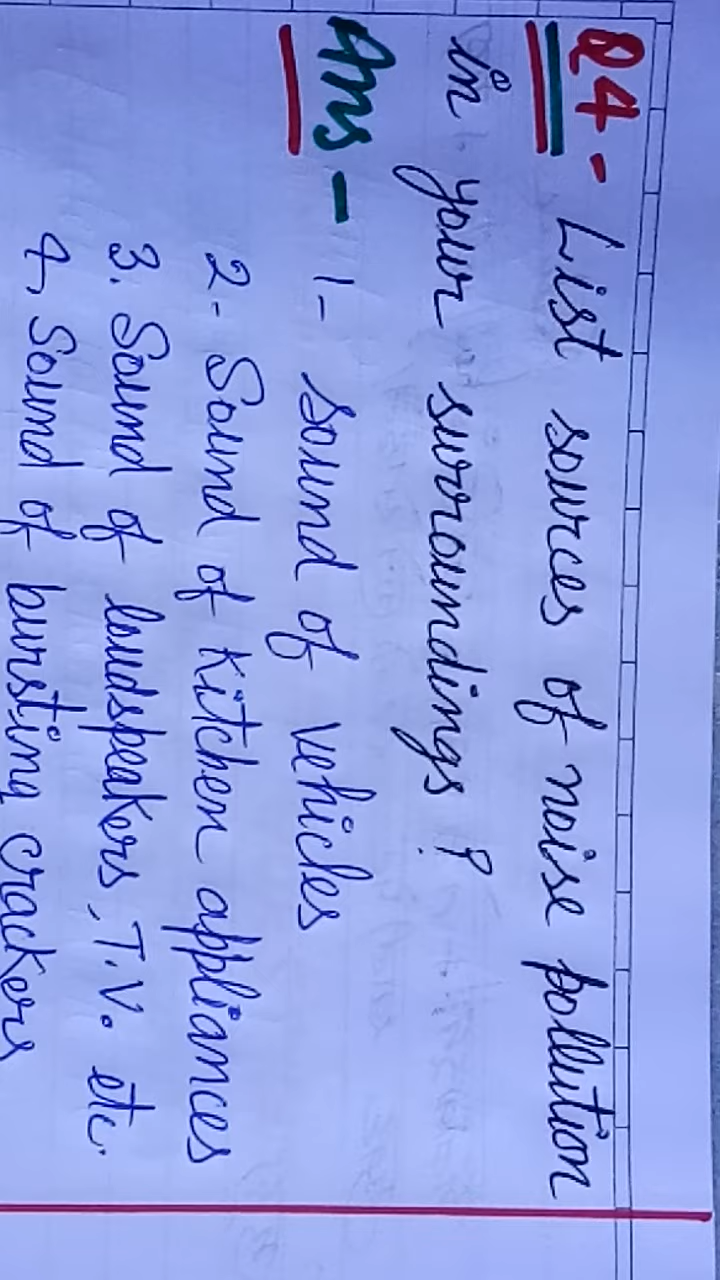 Q4 - List sources of noise pollution
in your surroundings?
Ans - 1- sound of vehicles
2- Sound of Kitchen appliances
3. Sound of loudspeakers, T.V. etc.
4. Sound of bursting crackers